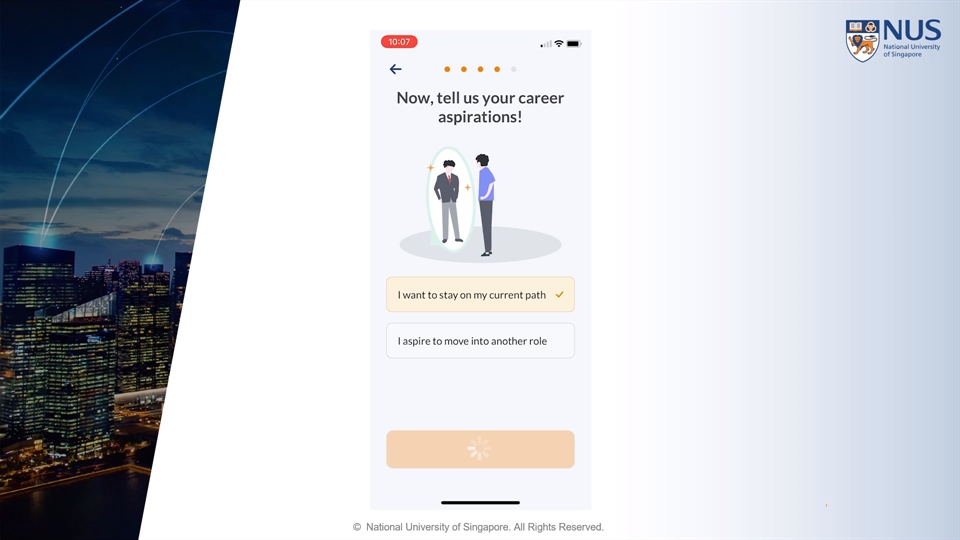 10:07
NUS
National University
of Singapore
Now, tell us your career
aspirations!
I want to stay on my current path
I aspire to move into another role
© National University of Singapore. All Rights Reserved.